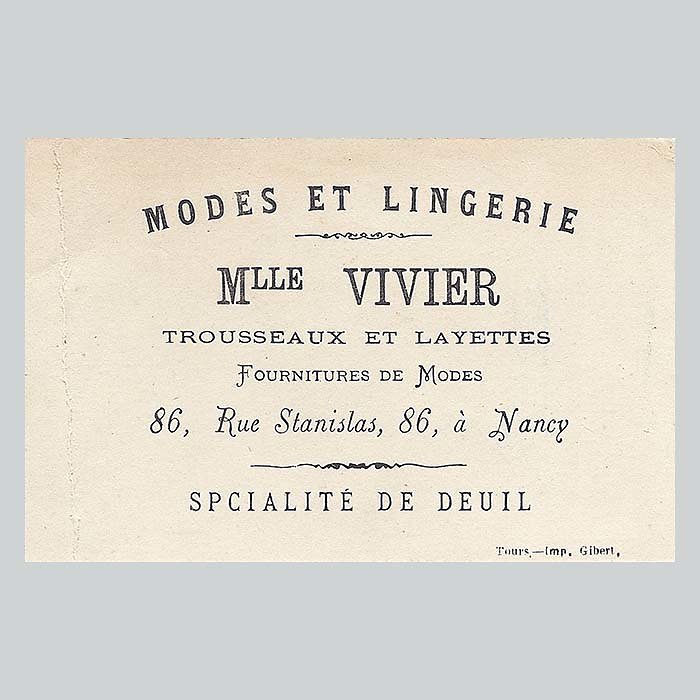 MODES ET LINGERIE
MLLE VIVIER
TROUSSEAUX ET LAYETTES
FOURNITURES DE MODES
86, Rue Stanislas, 86, à Nancy
SPCIALITÉ DE DEUIL
Tours.—Imp. Gibert.